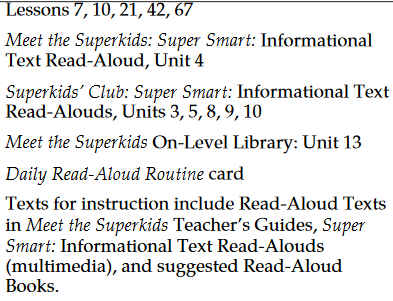 Lessons 7, 10, 21, 42, 67
Meet the Superkids: Super Smart: Informational
Text Read-Aloud, Unit 4
Superkids’ Club: Super Smart: Informational Text
Read-Alouds, Units 3, 5, 8, 9, 10
Meet the Superkids On-Level Library: Unit 13
Daily Read-Aloud Routine card
Texts for instruction include Read-Aloud Texts
in Meet the Superkids Teacher’s Guides, Super
Smart: Informational Text Read-Alouds
(multimedia), and suggested Read-Aloud
Books.